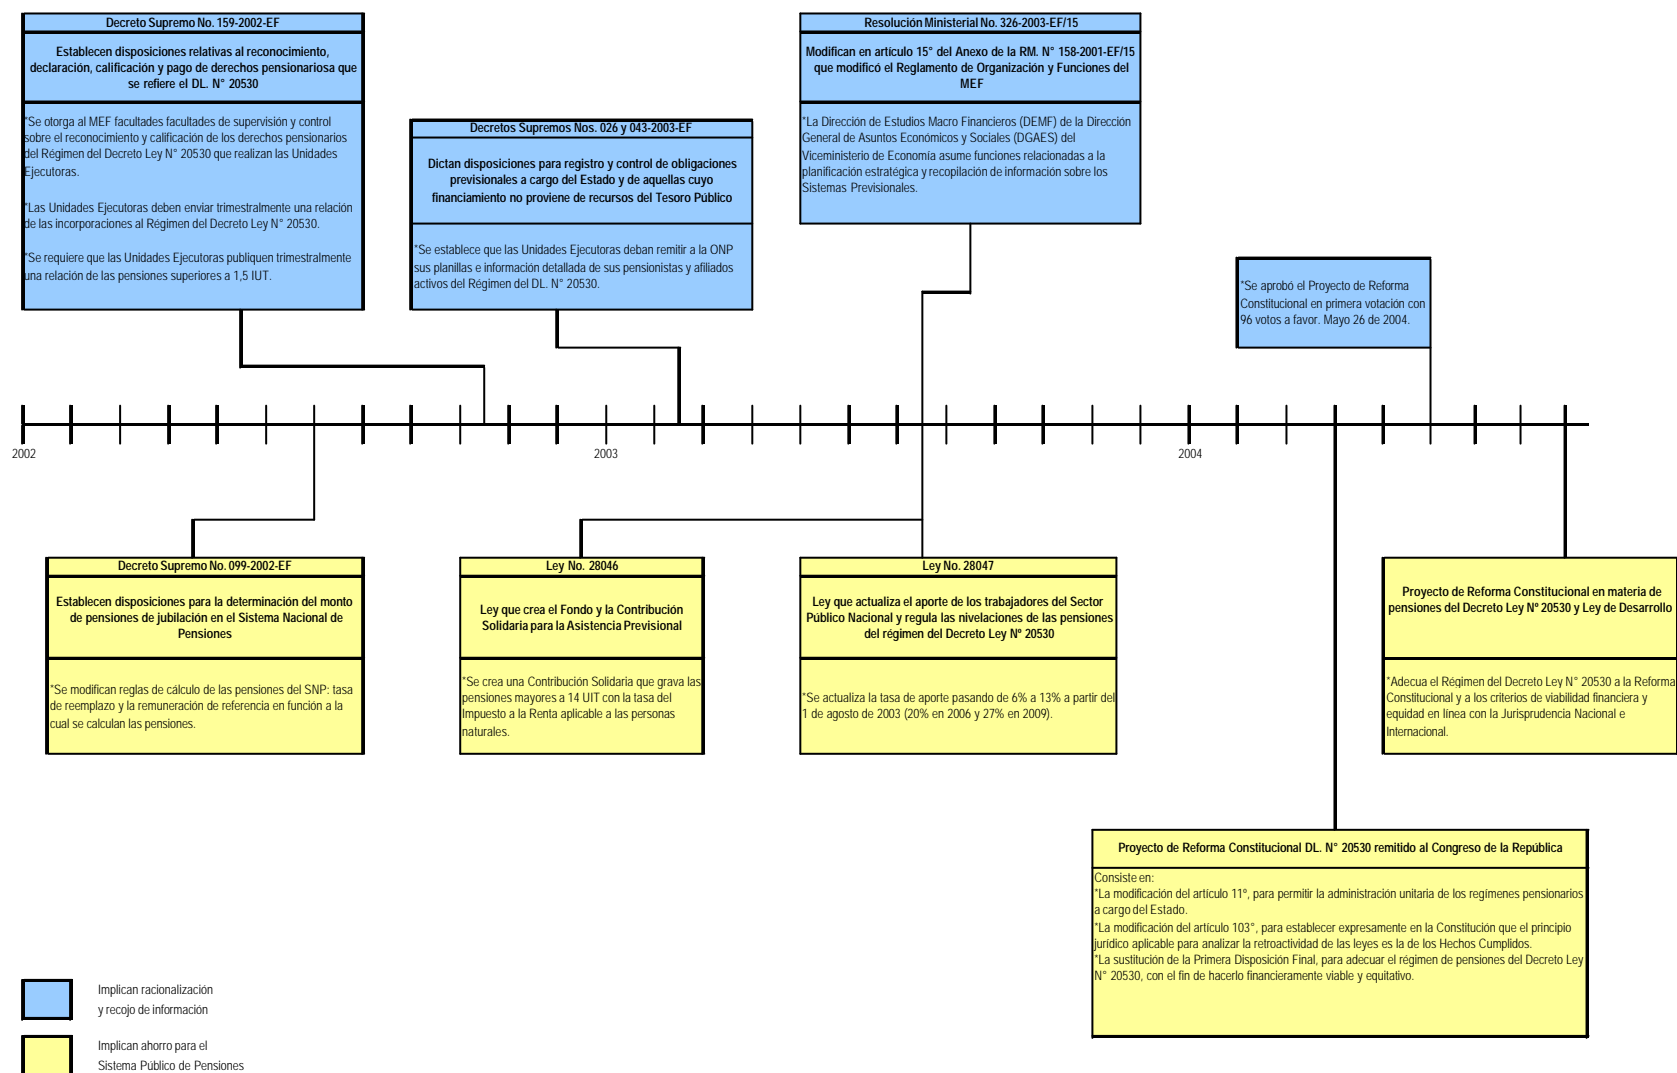 Decreto Supremo No. 159-2002-EF
Establecen disposiciones relativas al reconocimiento,
declaración, calificación y pago de derechos pensionariosa que
se refiere el DL. N° 20530
*Se otorga al MEF facultades facultades de supervisión y control
sobre el reconocimiento y calificación de los derechos pensionarios
del Régimen del Decreto Ley N° 20530 que realizan las Unidades
Ejecutoras.
*Las Unidades Ejecutoras deben enviar trimestralmente una relación
de las incorporaciones al Régimen del Decreto Ley N° 20530.
*Se requiere que las Unidades Ejecutoras publiquen trimestralmente
una relación de las pensiones superiores a 1,5 IUT.
Decretos Supremos Nos. 026 y 043-2003-EF
Dictan disposiciones para registro y control de obligaciones
previsionales a cargo del Estado y de aquellas cuyo
financiamiento no proviene de recursos del Tesoro Público
*Se establece que las Unidades Ejecutoras deban remitir a la ONP
sus planillas e información detallada de sus pensionistas y afiliados
activos del Régimen del DL. N° 20530.
Resolución Ministerial No. 326-2003-EF/15
Modifican en artículo 15° del Anexo de la RM. N° 158-2001-EF/15
que modificó el Reglamento de Organización y Funciones del
MEF
*La Dirección de Estudios Macro Financieros (DEMF) de la Dirección
General de Asuntos Económicos y Sociales (DGAES) del
Viceministerio de Economía asume funciones relacionadas a la
planificación estratégica y recopilación de información sobre los
Sistemas Previsionales.
*Se aprobó el Proyecto de Reforma
Constitucional en primera votación con
96 votos a favor. Mayo 26 de 2004.
2002
2003
2004
Decreto Supremo No. 099-2002-EF
Establecen disposiciones para la determinación del monto
de pensiones de jubilación en el Sistema Nacional de
Pensiones
*Se modifican reglas de cálculo de las pensiones del SNP: tasa
de reemplazo y la remuneración de referencia en función a la
cual se calculan las pensiones.
Ley No. 28046
Ley que crea el Fondo y la Contribución
Solidaria para la Asistencia Previsional
*Se crea una Contribución Solidaria que grava las
pensiones mayores a 14 UIT con la tasa del
Impuesto a la Renta aplicable a las personas
naturales.
Ley No. 28047
Ley que actualiza el aporte de los trabajadores del Sector
Público Nacional y regula las nivelaciones de las pensiones
del régimen del Decreto Ley Nº 20530
*Se actualiza la tasa de aporte pasando de 6% a 13% a partir del
1 de agosto de 2003 (20% en 2006 y 27% en 2009).
Proyecto de Reforma Constitucional en materia de
pensiones del Decreto Ley Nº 20530 y Ley de Desarrollo
*Adecua el Régimen del Decreto Ley N° 20530 a la Reforma
Constitucional y a los criterios de viabilidad financiera y
equidad en línea con la Jurisprudencia Nacional e
Internacional.
Proyecto de Reforma Constitucional DL. N° 20530 remitido al Congreso de la República
Consiste en:
*La modificación del artículo 11º, para permitir la administración unitaria de los regímenes pensionarios
a cargo del Estado.
*La modificación del artículo 103°, para establecer expresamente en la Constitución que el principio
jurídico aplicable para analizar la retroactividad de las leyes es la de los Hechos Cumplidos.
*La sustitución de la Primera Disposición Final, para adecuar el régimen de pensiones del Decreto Ley
N° 20530, con el fin de hacerlo financieramente viable y equitativo.
Implican racionalización
y recojo de información
Implican ahorro para el
Sistema Público de Pensiones